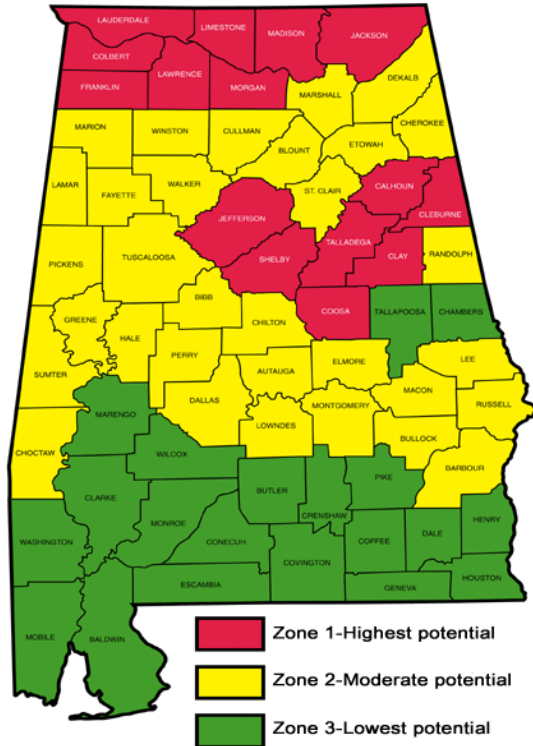 LAUDERDALE
LIMESTONE
MADISON
JACKSON
COLBERT
FRANKLIN
LAWRENCE
MORGAN
MARSHALL
DEKALB
CHEROKEE
MARION
WINSTON
CULLMAN
BLOUNT
ETOWAH
LAMAR
FAYETTE
WALKER
JEFFERSON
ST. CLAIR
CALHOUN
CLEBURNE
PICKENS
TUSCALOOSA
SHELBY
TALLADEGA
CLAY
RANDOLPH
GREENE
HALE
BIBB
CHILTON
COOSA
TALLAPOOSA
CHAMBERS
SUMTER
PERRY
AUTAUGA
ELMORE
LEE
MARENGO
DALLAS
LOWNDES
MONTGOMERY
MACON
RUSSELL
CHOCTAW
WILCOX
BULLOCK
BARBOUR
CLARKE
BUTLER
CRENSHAW
PIKE
WASHINGTON
MONROE
CONECUH
COVINGTON
COFFEE
DALE
HENRY
ESCAMBIA
GENEVA
HOUSTON
MOBILE
BALDWIN
Zone 1-Highest potential
Zone 2-Moderate potential
Zone 3-Lowest potential